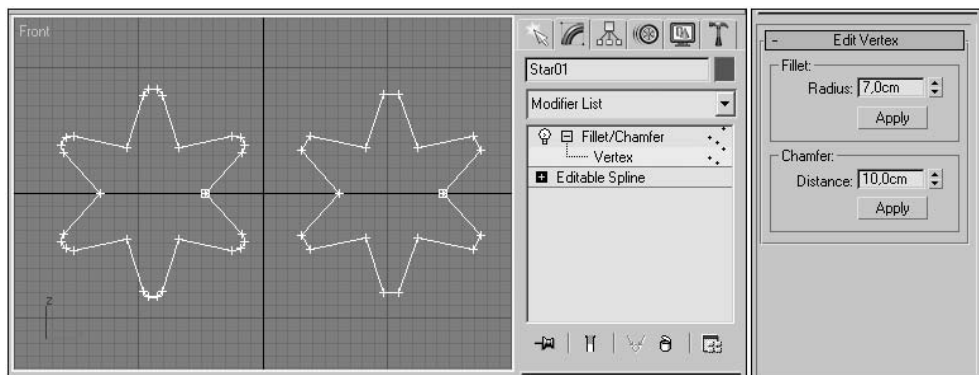 Front
z
Star01
Modifier List
Fillet/Chamfer
Vertex
Editable Spline
- Edit Vertex
Fillet:
Radius: 7,0cm
Apply
Chamfer:
Distance: 10,0cm
Apply